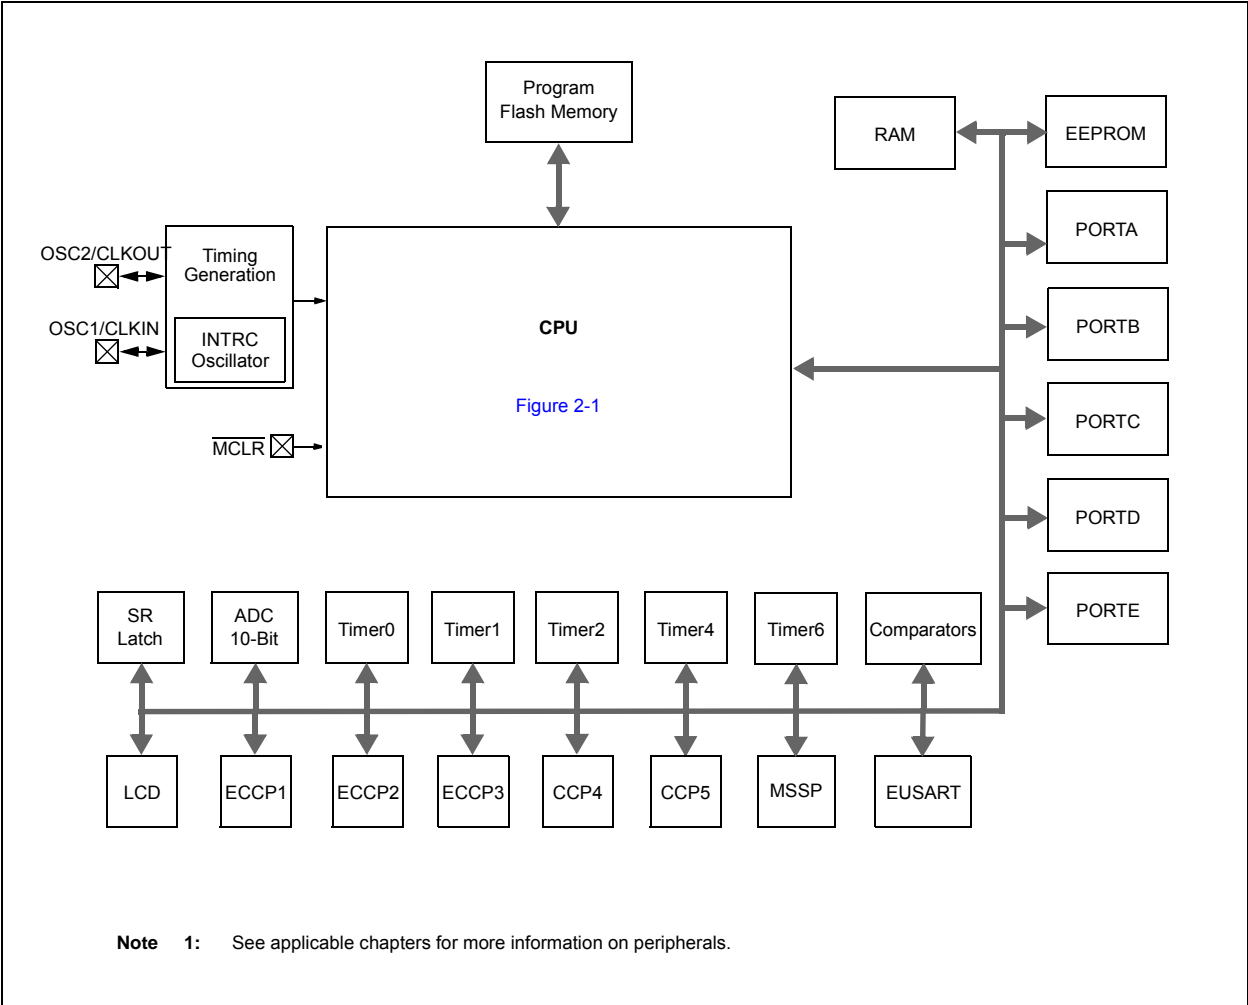 Program
Flash Memory
RAM
EEPROM
PORTA
OSC2/CLKOUT
Timing
Generation
OSC1/CLKIN
INTRC
Oscillator
CPU
Figure 2-1
MCLR
PORTB
PORTC
PORTD
PORTE
SR
Latch
ADC
10-Bit
Timer0
Timer1
Timer2
Timer4
Timer6
Comparators
LCD
ECCP1
ECCP2
ECCP3
CCP4
CCP5
MSSP
EUSART
Note 1: See applicable chapters for more information on peripherals.